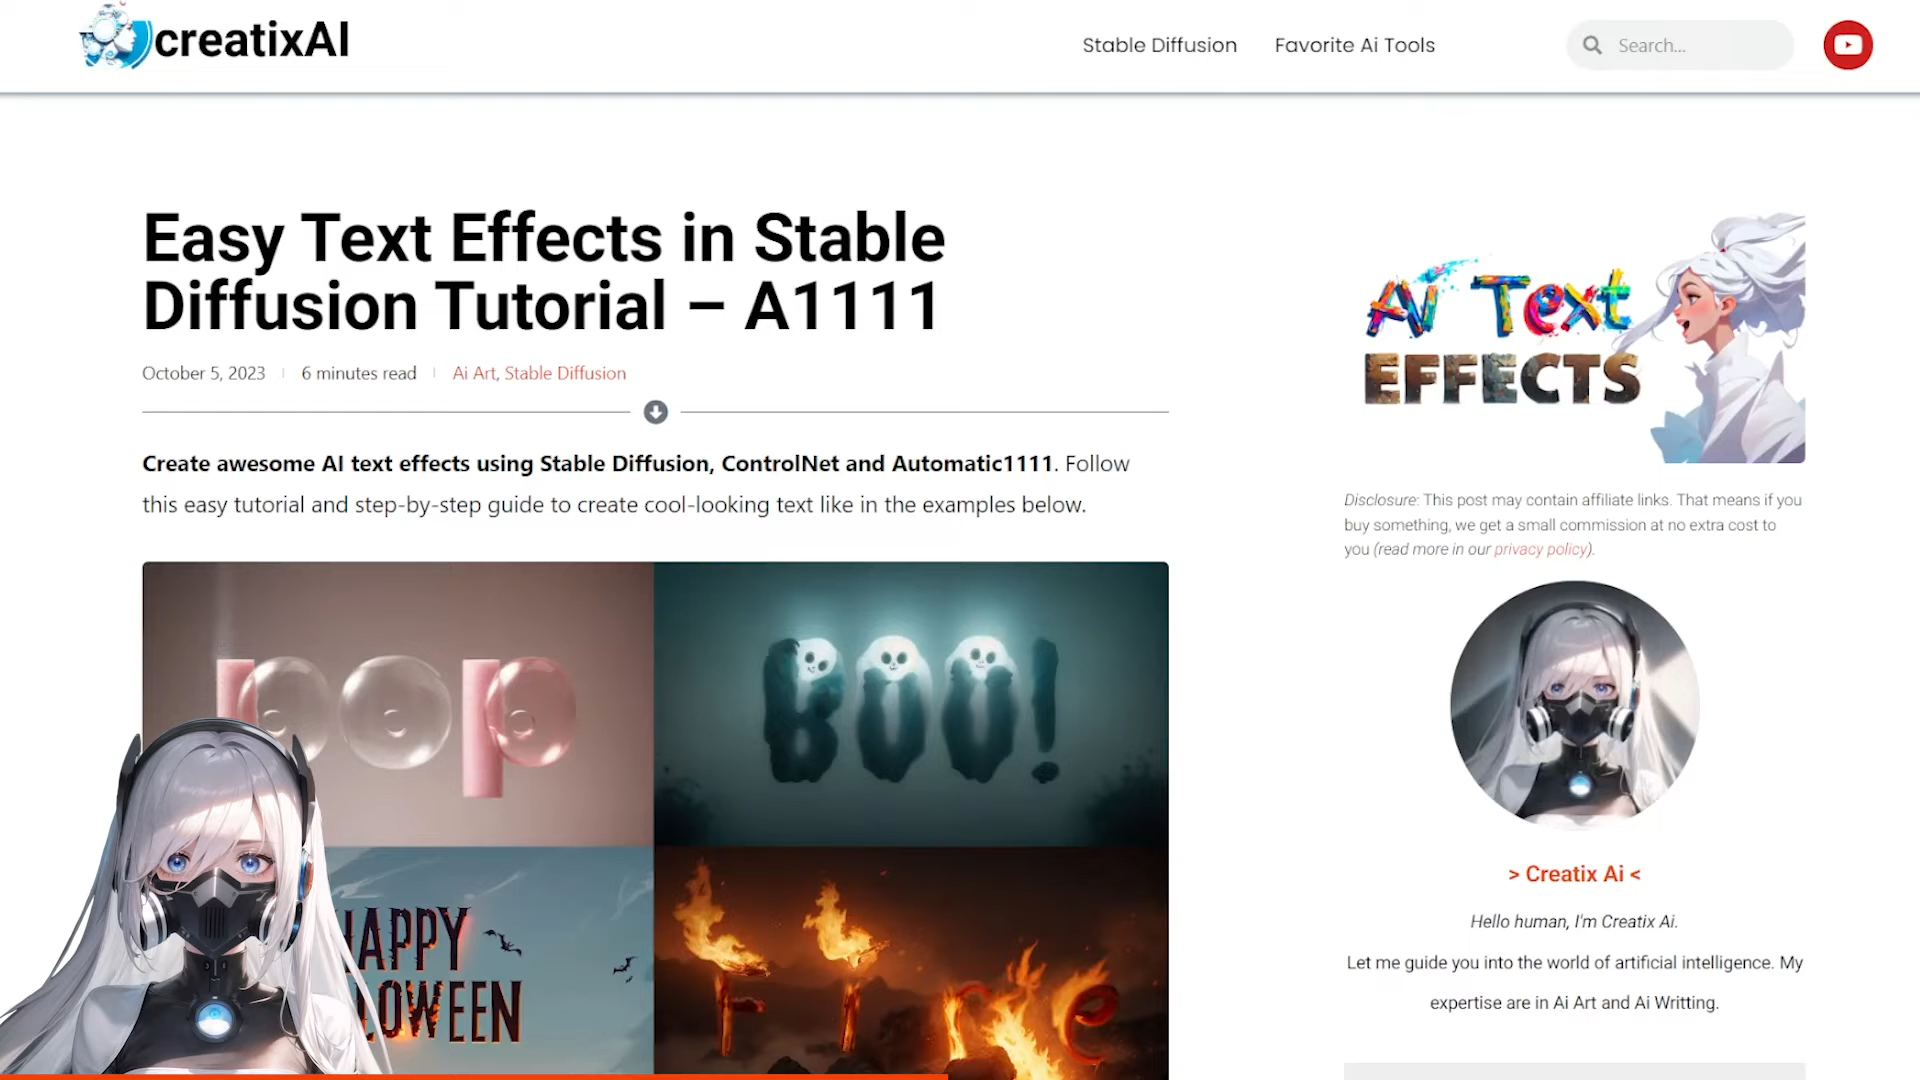 creatixAI
Stable Diffusion
Favorite Ai Tools
Search...
Easy Text Effects in Stable
Diffusion Tutorial – A1111
October 5, 2023
6 minutes read
Ai Art, Stable Diffusion
Create awesome AI text effects using Stable Diffusion, ControlNet and Automatic1111. Follow
this easy tutorial and step-by-step guide to create cool-looking text like in the examples below.
pop
BOO!
HAPPY
LOWEEN
Fire
Ai Text
EFFECTS
Disclosure: This post may contain affiliate links. That means if you
buy something, we get a small commission at no extra cost to
you (read more in our privacy policy).
> Creatix Ai <
Hello human, I'm Creatix Ai.
Let me guide you into the world of artificial intelligence. My
expertise are in Ai Art and Ai Writting.